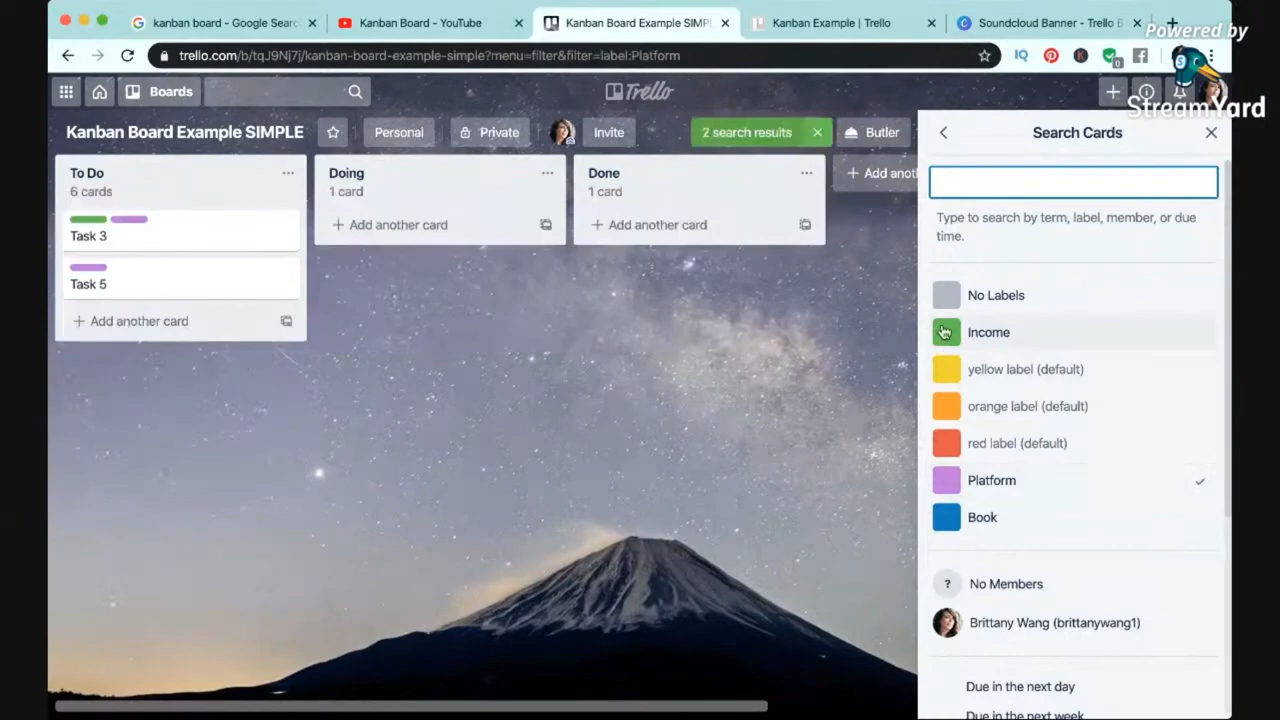 kanban board - Google Searc
Kanban Board - YouTube
Kanban Board Example SIMPL
Kanban Example | Trello
Soundcloud Banner - Trello B
Powered by
trello.com/b/tqJ9Nj7j/kanban-board-example-simple?menu=filter&filter=label:Platform
IQ
StreamYard
Boards
Trello
Kanban Board Example SIMPLE
Personal
Private
Invite
2 search results
Butler
Search Cards
To Do
6 cards
Task 3
Task 5
Add another card
Doing
1 card
Add another card
Done
1 card
Add another card
Add anot
Type to search by term, label, member, or due
time.
No Labels
Income
yellow label (default)
orange label (default)
red label (default)
Platform
Book
? No Members
Brittany Wang (brittanywang1)
Due in the next day
Due in the next week